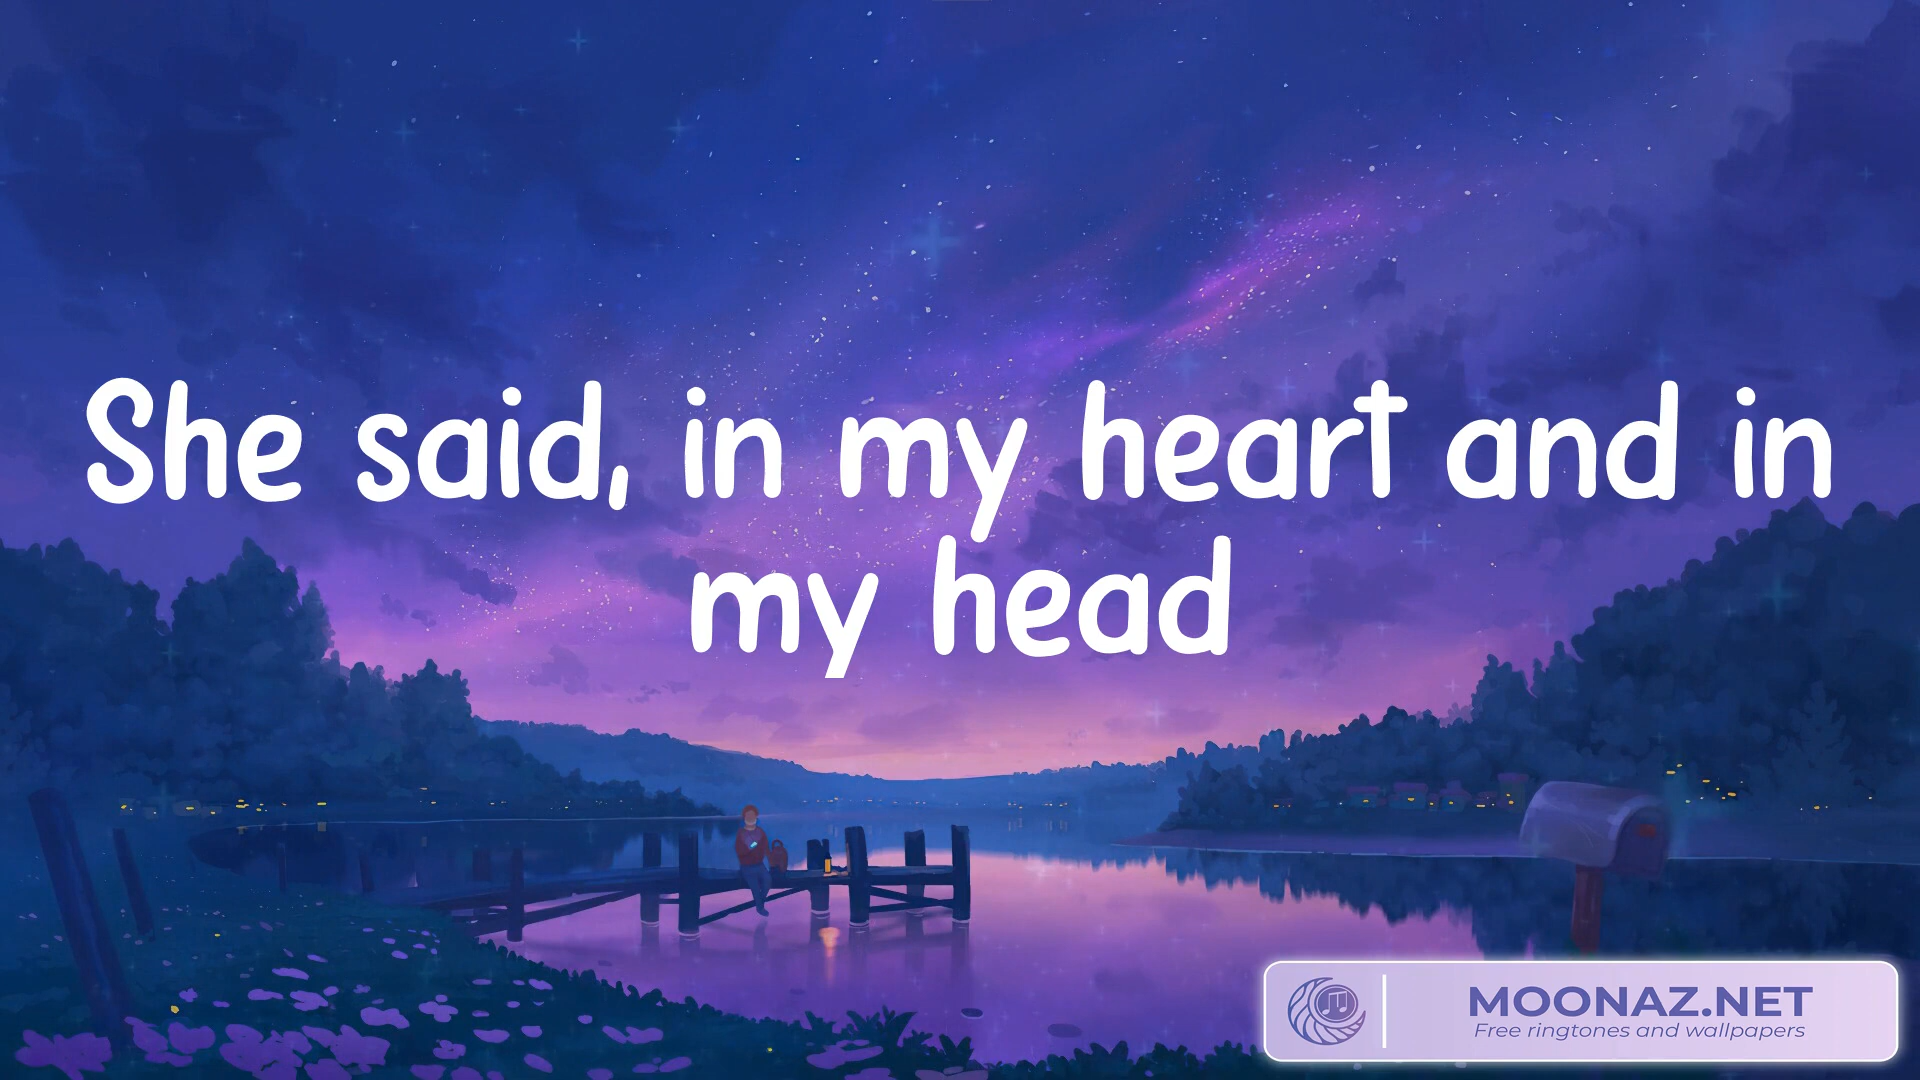 She said, in my heart and in
my head
MOONAZ.NET
Free ringtones and wallpapers